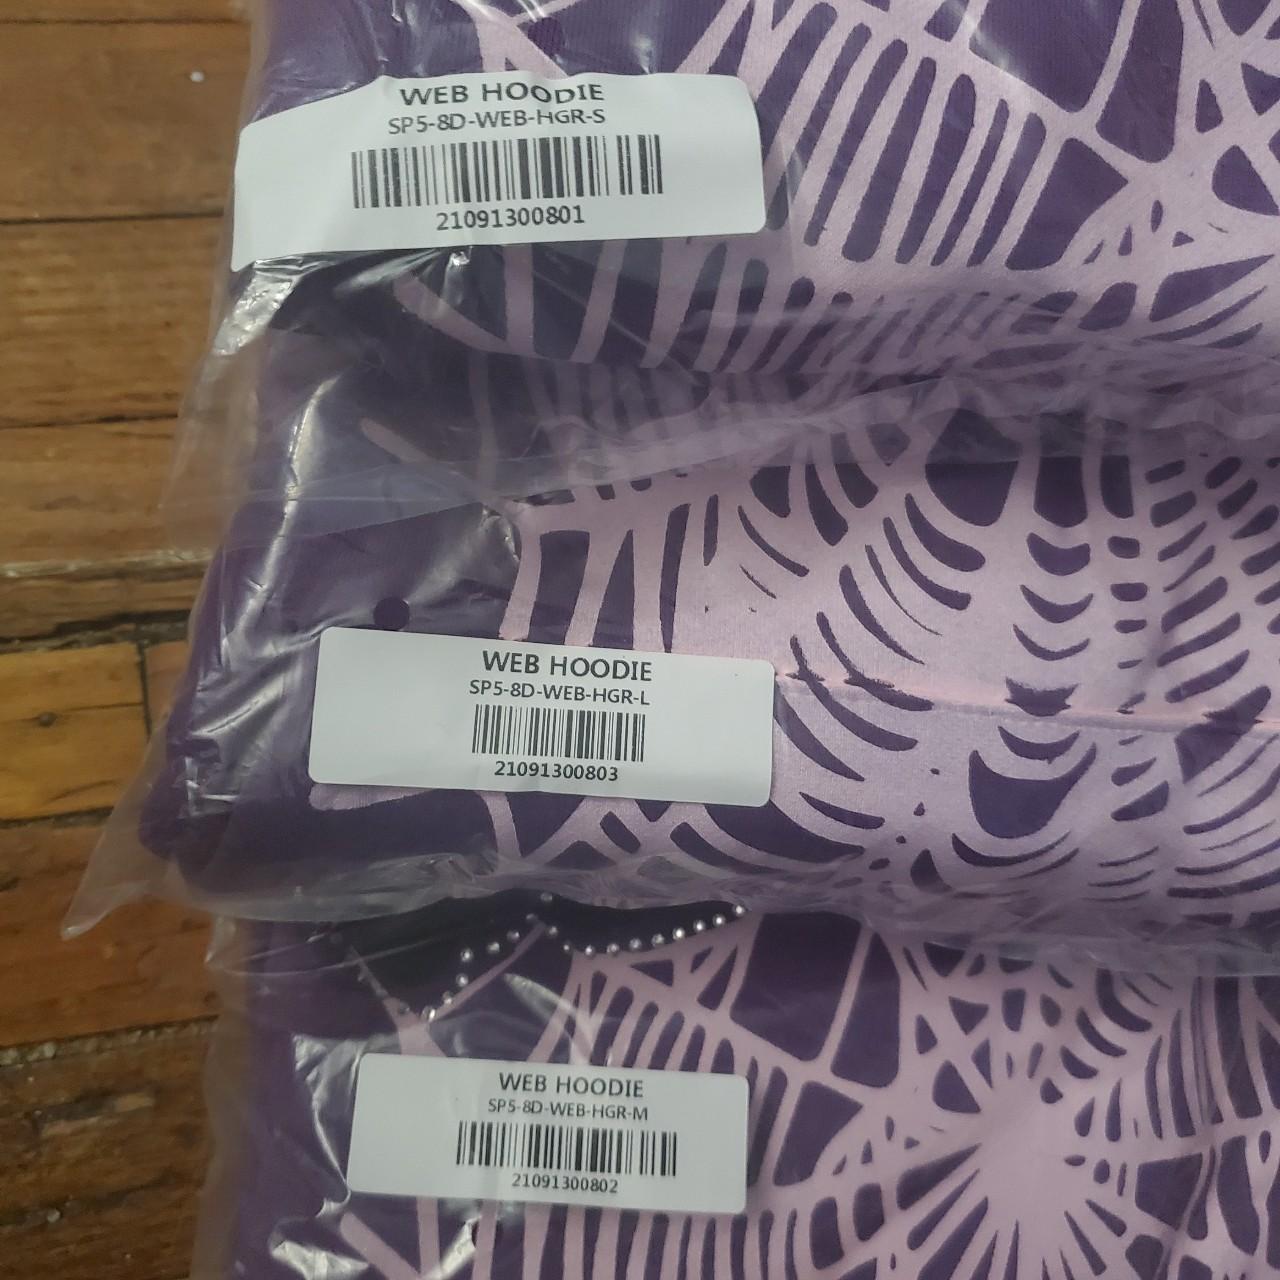 WEB HOODIE
SP5-8D-WEB-HGR-S
21091300801
WEB HOODIE
SP5-8D-WEB-HGR-L
21091300803
WEB HOODIE
SP5-8D-WEB-HGR-M
21091300802